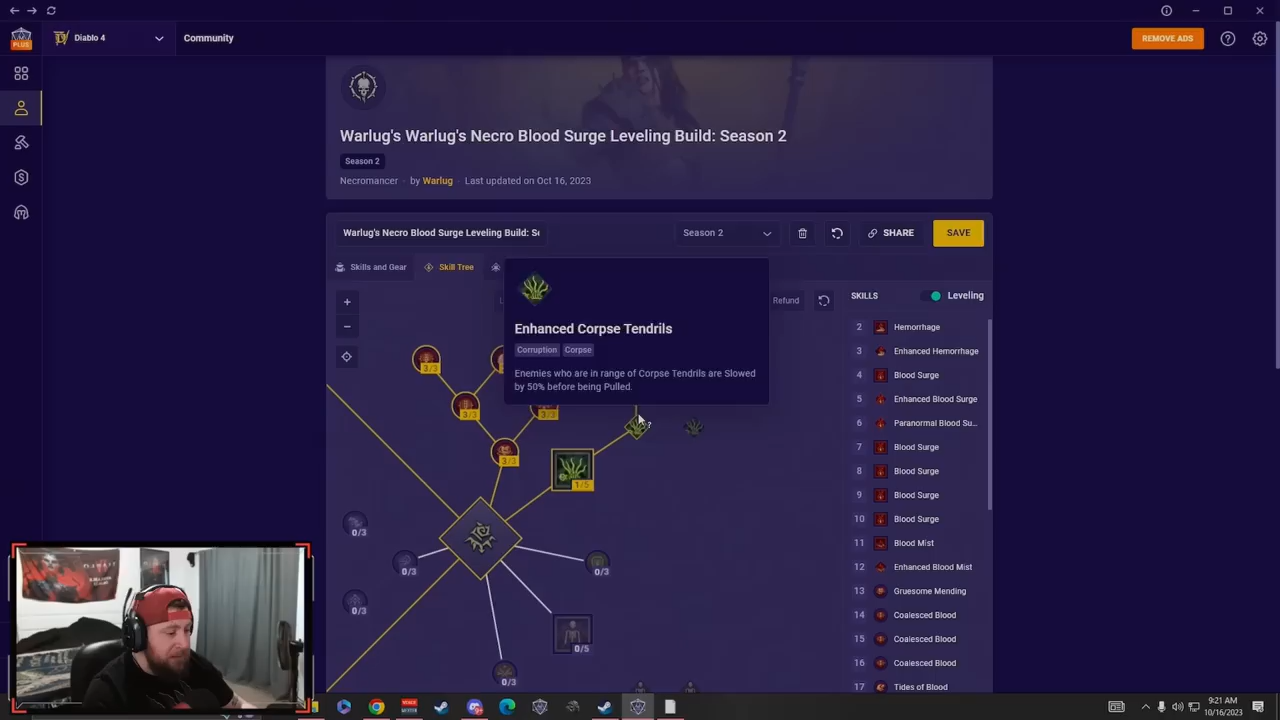 PLUS
Diablo 4
Community
REMOVE ADS
Warlug's Warlug's Necro Blood Surge Leveling Build: Season 2
Season 2
Necromancer · by Warlug · Last updated on Oct 16, 2023
Warlug's Necro Blood Surge Leveling Build: Se
Season 2
SHARE
SAVE
Skills and Gear
Skill Tree
Refund
Enhanced Corpse Tendrils
Corruption
Corpse
Enemies who are in range of Corpse Tendrils are Slowed
by 50% before being Pulled.
SKILLS
Leveling
2 Hemorrhage
3 Enhanced Hemorrhage
4 Blood Surge
5 Enhanced Blood Surge
6 Paranormal Blood Su...
7 Blood Surge
8 Blood Surge
9 Blood Surge
10 Blood Surge
11 Blood Mist
12 Enhanced Blood Mist
13 Gruesome Mending
14 Coalesced Blood
15 Coalesced Blood
16 Coalesced Blood
17 Tides of Blood
3/3
3/3
3/3
1/5
0/3
0/3
0/3
0/3
0/5
0/3
9:21 AM
10/16/2023